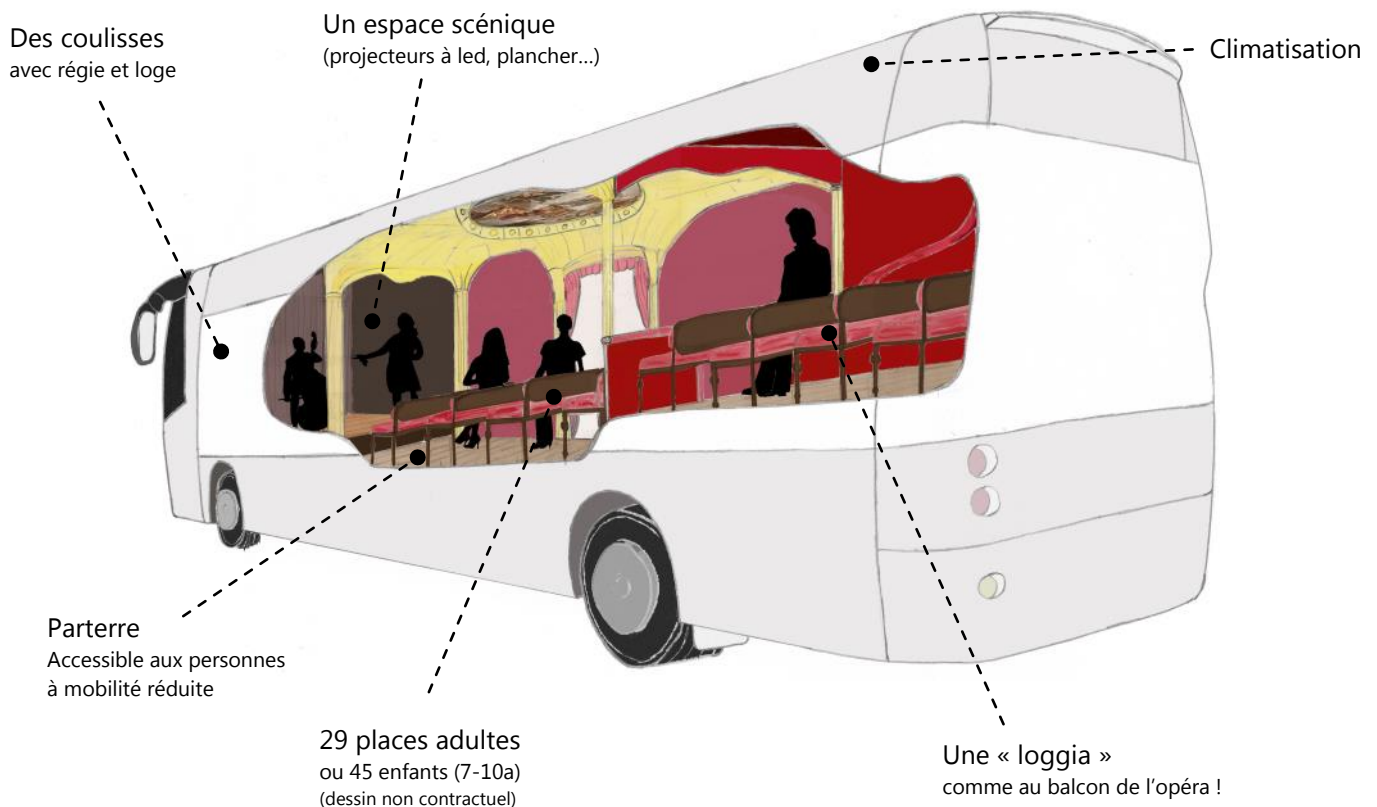 Des coulisses
avec régie et loge
Un espace scénique
(projecteurs à led, plancher...)
Climatisation
Parterre
Accessible aux personnes
à mobilité réduite
29 places adultes
ou 45 enfants (7-10a)
(dessin non contractuel)
Une « loggia »
comme au balcon de l'opéra !